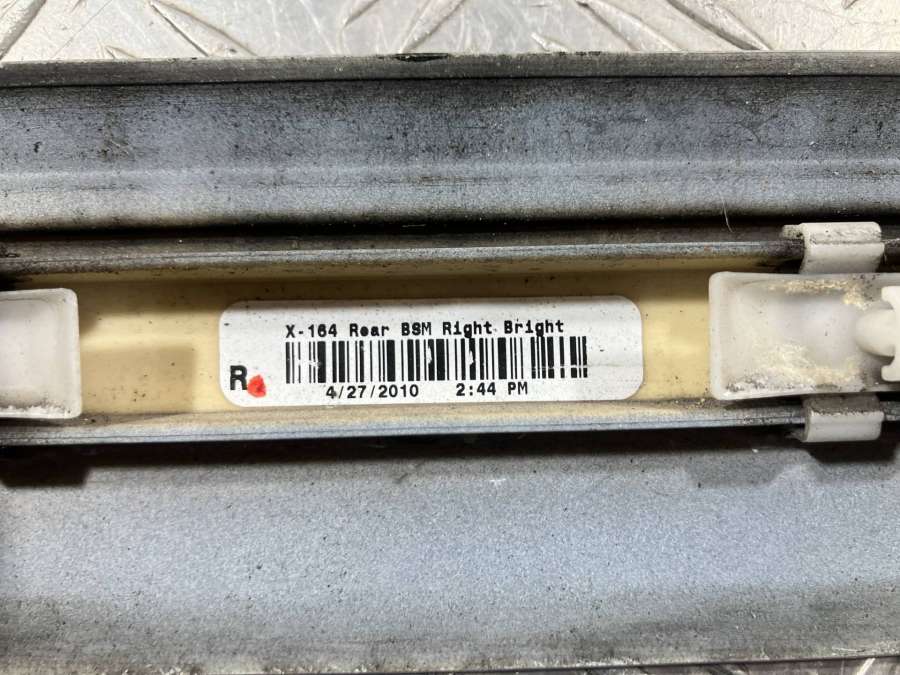 X-164 Rear BSM Right Bright
R
4/27/2010 2:44 PM